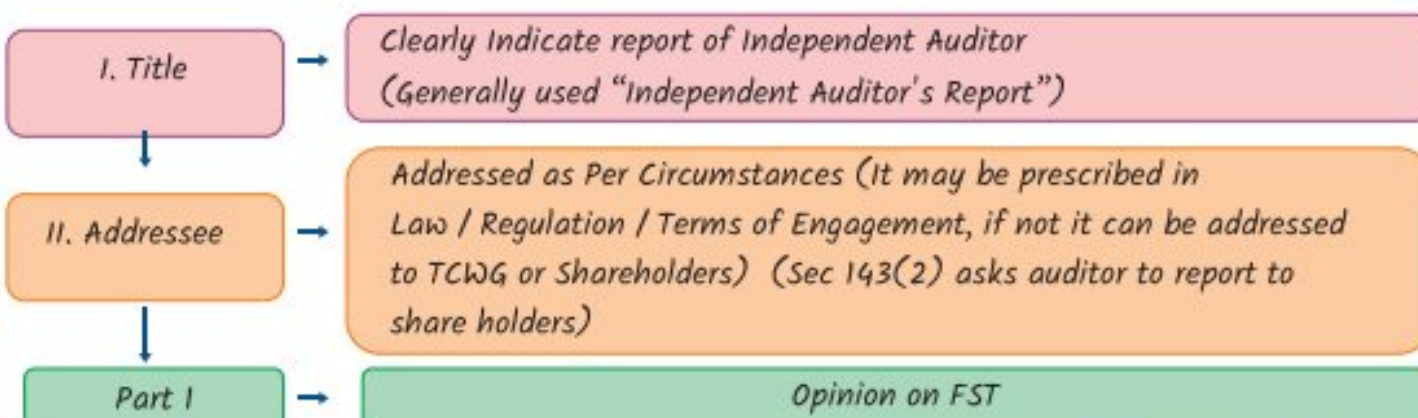 I. Title
Clearly Indicate report of Independent Auditor
(Generally used “Independent Auditor's Report”)
II. Addressee
Addressed as Per Circumstances (It may be prescribed in
Law / Regulation / Terms of Engagement, if not it can be addressed
to TCWG or Shareholders) (Sec 143(2) asks auditor to report to
share holders)
Part 1
Opinion on FST